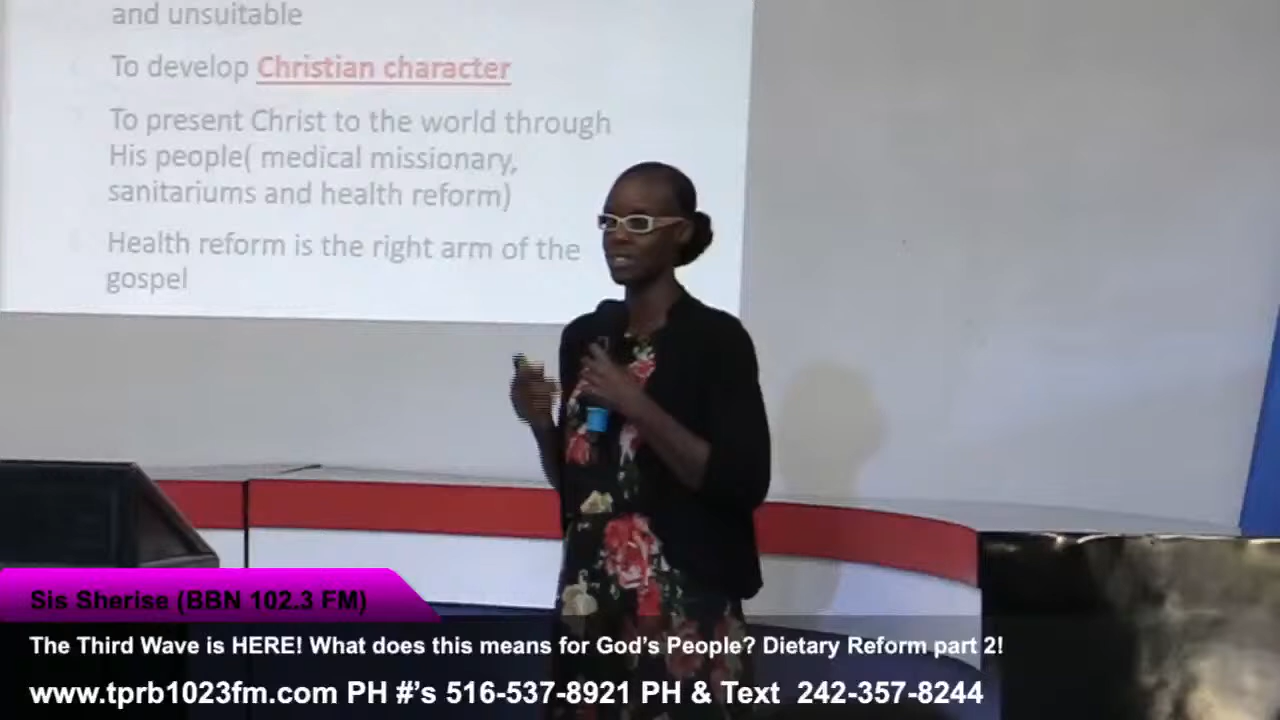 and unsuitable
To develop Christian character
To present Christ to the world through
His people( medical missionary,
sanitariums and health reform)
Health reform is the right arm of the
gospel
Sis Sherise (BBN 102.3 FM)
The Third Wave is HERE! What does this means for God's People? Dietary Reform part 2!
www.tprb1023fm.com PH #'s 516-537-8921 PH & Text 242-357-8244